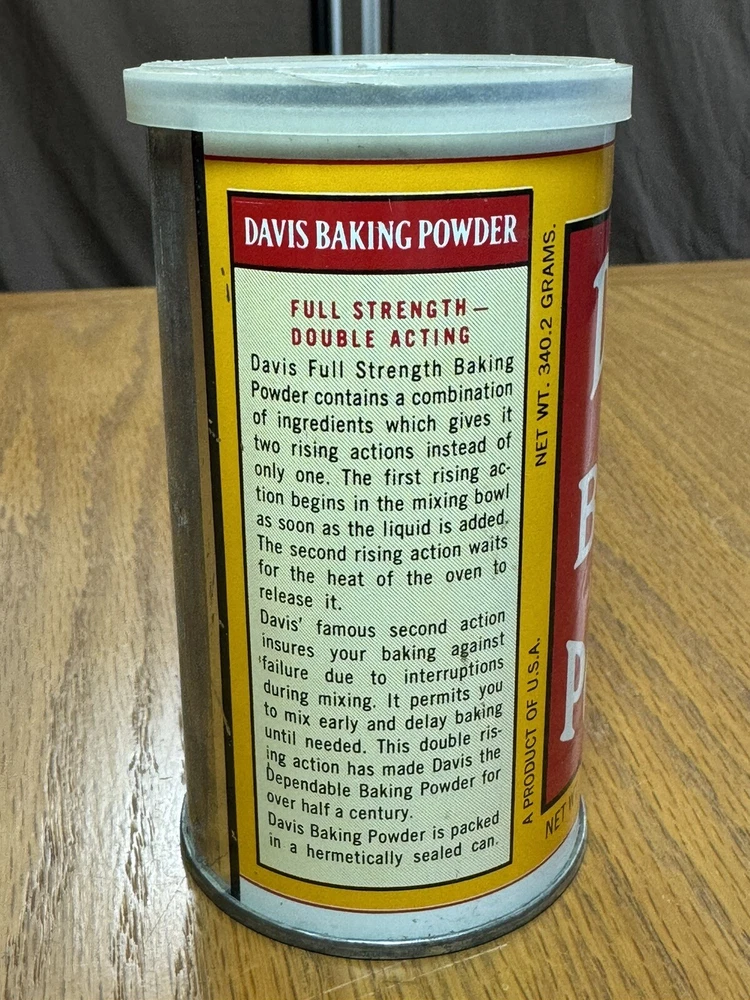 DAVIS BAKING POWDER
FULL STRENGTH—
DOUBLE ACTING
Davis Full Strength Baking
Powder contains a combination
of ingredients which gives it
two rising actions instead of
only one. The first rising ac-
tion begins in the mixing bowl
as soon as the liquid is added.
The second rising action waits
for the heat of the oven to
release it.
Davis' famous second action
insures your baking against
failure due to interruptions
during mixing. It permits you
to mix early and delay baking
until needed. This double ris-
ing action has made Davis the
Dependable Baking Powder for
over half a century.
Davis Baking Powder is packed
in a hermetically sealed can.
NET WT. 340.2 GRAMS.
A PRODUCT OF U.S.A.
B
P
NET